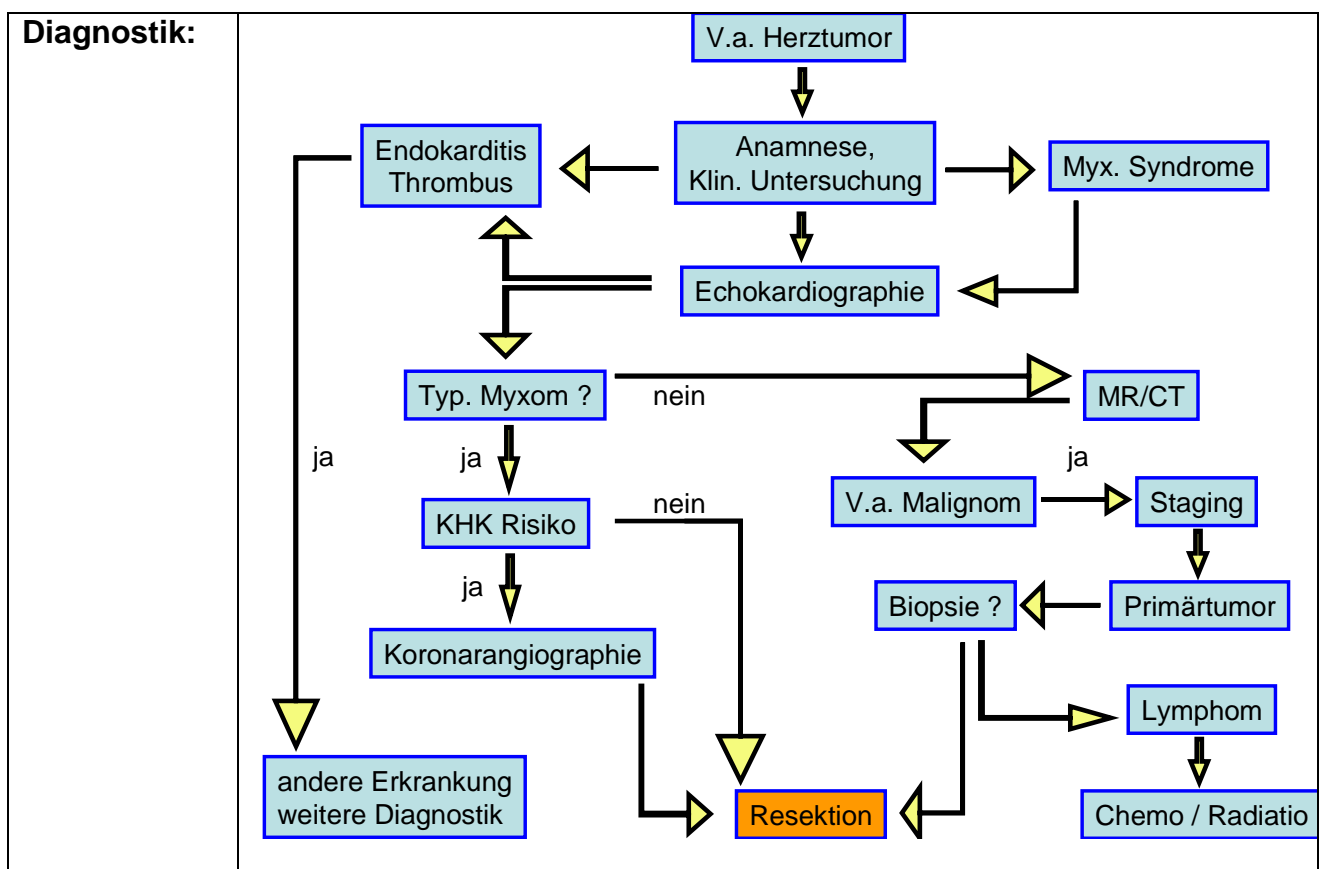 Diagnostik:
V.a. Herztumor
Endokarditis
Thrombus
Anamnese,
Klin. Untersuchung
Myx. Syndrome
Echokardiographie
Typ. Myxom ?
nein
MR/CT
ja
ja
ja
KHK Risiko
nein
V.a. Malignom
Staging
ja
Biopsie ?
Primärtumor
Koronarangiographie
Lymphom
andere Erkrankung
weitere Diagnostik
Resektion
Chemo / Radiatio